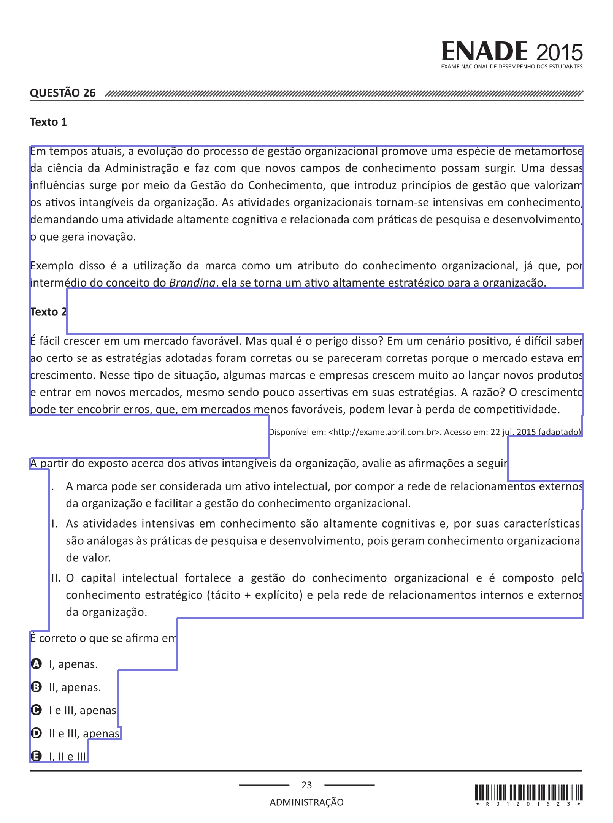 ENADE 2015
EXAME NACIONAL DE DESEMPENHO DOS ESTUDANTES
QUESTÃO 26
Texto 1
Em tempos atuais, a evolução do processo de gestão organizacional promove uma espécie de metamorfose
da ciência da Administração e faz com que novos campos de conhecimento possam surgir. Uma dessas
influências surge por meio da Gestão do Conhecimento, que introduz princípios de gestão que valorizam
os ativos intangíveis da organização. As atividades organizacionais tornam-se intensivas em conhecimento,
demandando uma atividade altamente cognitiva e relacionada com práticas de pesquisa e desenvolvimento,
o que gera inovação.
Exemplo disso é a utilização da marca como um atributo do conhecimento organizacional, já que, por
intermédio do conceito do Branding, ela se torna um ativo altamente estratégico para a organização.
Texto 2
É fácil crescer em um mercado favorável. Mas qual é o perigo disso? Em um cenário positivo, é difícil saber
ao certo se as estratégias adotadas foram corretas ou se pareceram corretas porque o mercado estava em
crescimento. Nesse tipo de situação, algumas marcas e empresas crescem muito ao lançar novos produtos
e entrar em novos mercados, mesmo sendo pouco assertivas em suas estratégias. A razão? O crescimento
pode ter encobrir erros, que, em mercados menos favoráveis, podem levar à perda de competitividade.
Disponível em: <http://exame.abril.com.br>. Acesso em: 22 jul. 2015 (adaptado).
A partir do exposto acerca dos ativos intangíveis da organização, avalie as afirmações a seguir
. A marca pode ser considerada um ativo intelectual, por compor a rede de relacionamentos externos
da organização e facilitar a gestão do conhecimento organizacional.
I. As atividades intensivas em conhecimento são altamente cognitivas e, por suas características
são análogas às práticas de pesquisa e desenvolvimento, pois geram conhecimento organizaciona
de valor.
II. O capital intelectual fortalece a gestão do conhecimento organizacional e é composto pelo
conhecimento estratégico (tácito + explícito) e pela rede de relacionamentos internos e externos
da organização.
É correto o que se afirma em
A I, apenas.
B II, apenas.
C I e III, apenas
D II e III, apenas
E I, II e III
23
ADMINISTRAÇÃO
*R01201523*